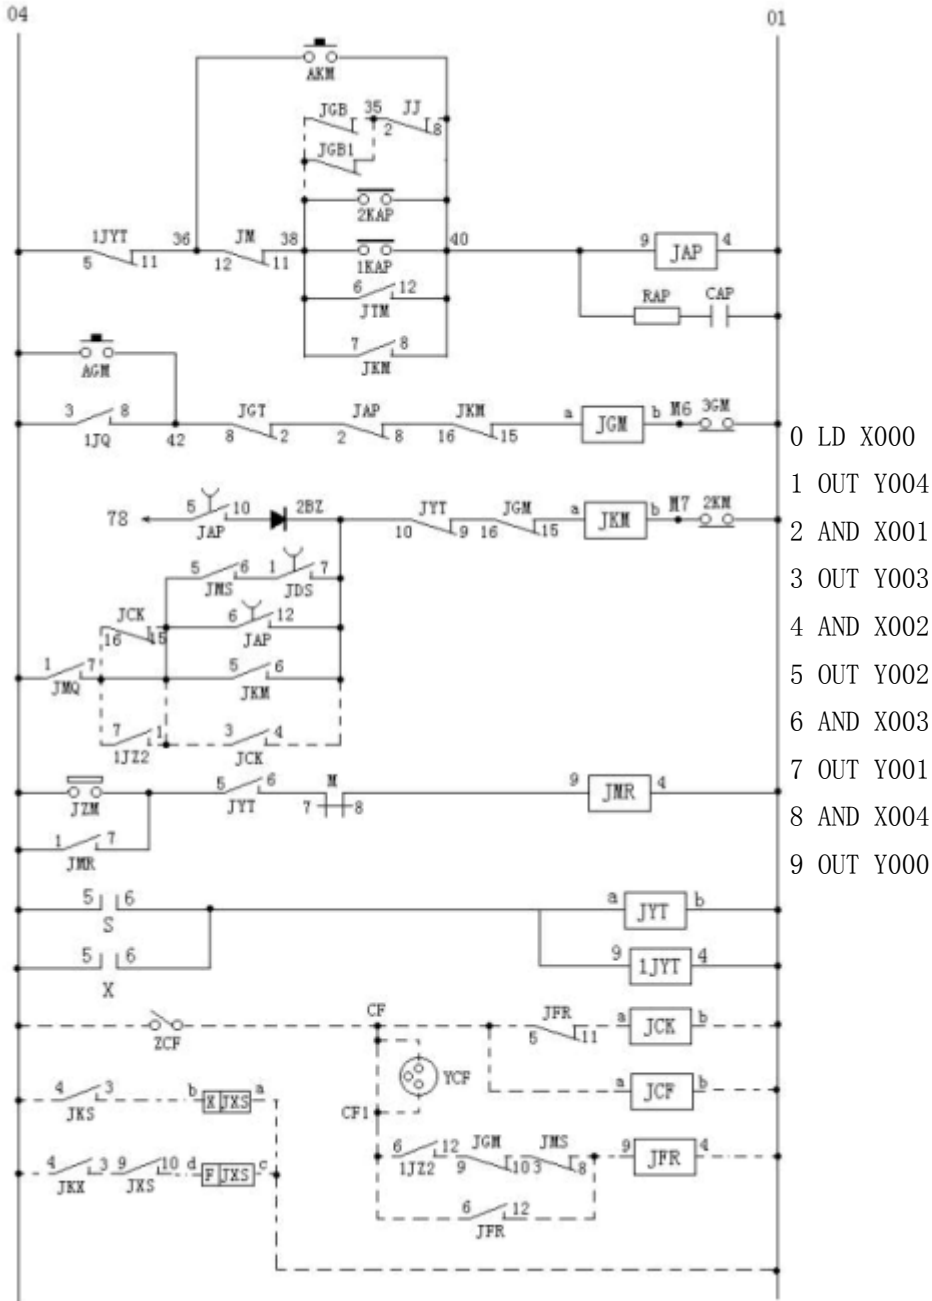 04 01
AKM
JGB 35 JJ
2 8
JGB1
2KAP
1JYT 36 JM 38 40 9 JAP 4
5 11 12 11 1KAP
6 12 RAP CAP
JTM
7 8
JKM
AGM
3 8 JGT JAP JKM a JGM b M6 3GM
1JQ 42 8 2 2 8 16 15
0 LD X000
1 OUT Y004
2 AND X001
3 OUT Y003
4 AND X002
5 OUT Y002
6 AND X003
7 OUT Y001
8 AND X004
9 OUT Y000
78 5 10 2BZ JYT JGM a JKM b M7 2KM
JAP 10 9 16 15
5 6 1 7
JMS JDS
JCK 6 12
16 15 JAP
1 7 5 6
JMQ JKM
7 1 3 4
1JZ2 JCK
JZM 5 6 M 9 JMR 4
JYT 7 8
1 7
JMR
5 6 a JYT b
S
5 6 9 1JYT 4
X
ZCF CF JFR a JCK b
5 11
YCF a JCF b
4 3 b X JXS a CF1
JKS
6 12 JGM JMS 9 JFR 4
1JZ2 9 10 3 8
4 3 9 10 d F JXS c
JKX JXS
6 12
JFR